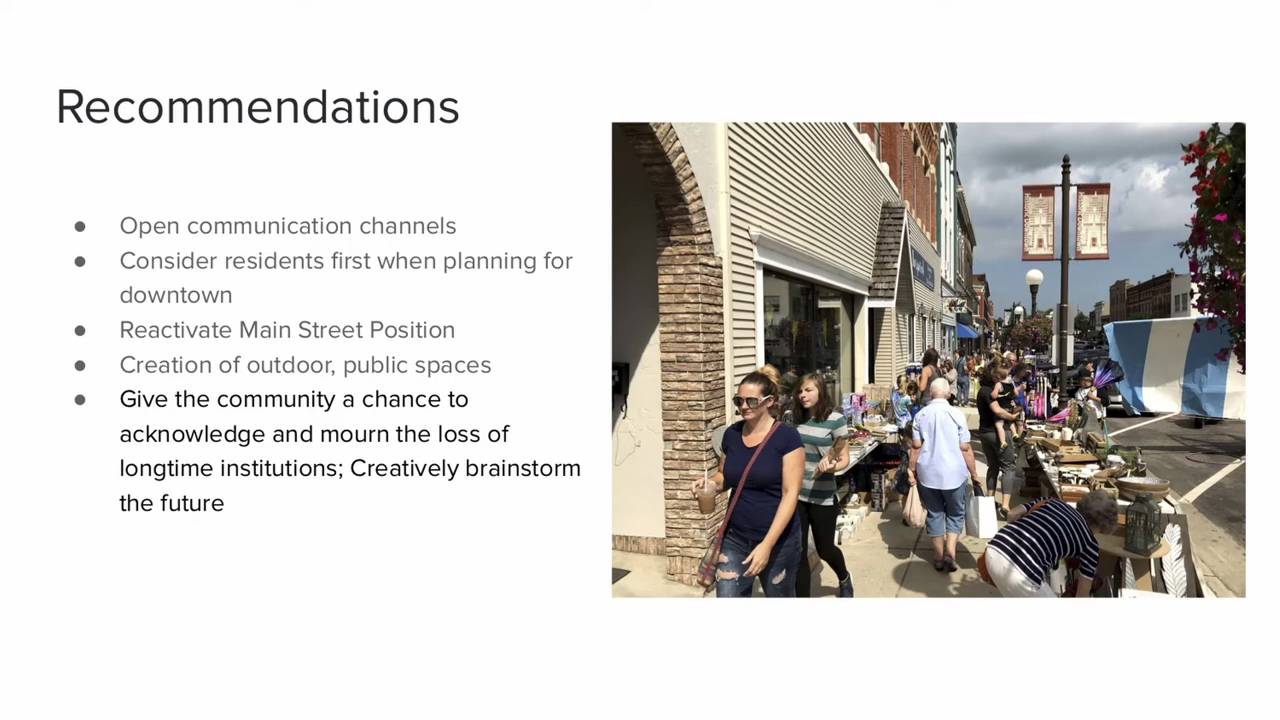 Recommendations
● Open communication channels
● Consider residents first when planning for
downtown
● Reactivate Main Street Position
● Creation of outdoor, public spaces
● Give the community a chance to
acknowledge and mourn the loss of
longtime institutions; Creatively brainstorm
the future